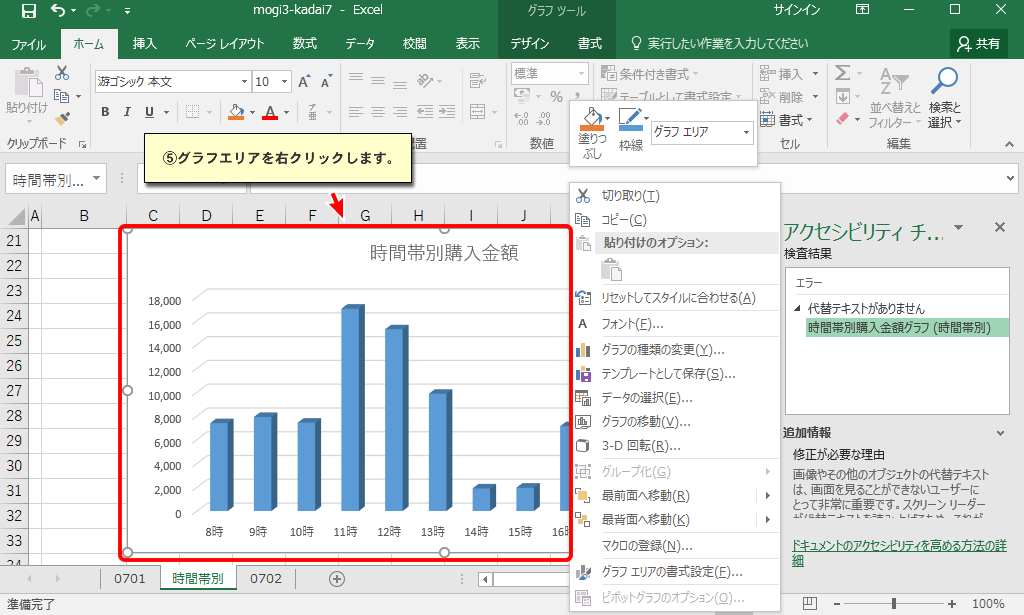 mogi3-kadai7 - Excel
グラフ ツール
サインイン
ファイル
ホーム
挿入
ページ レイアウト
数式
データ
校閲
表示
デザイン
書式
実行したい作業を入力してください
共有
貼り付け
クリップボード
游ゴシック 本文
10
B I U
標準
%
数値
条件付き書式
テーブルとして書式設定
挿入
削除
書式
セル
並べ替えと
フィルター
検索と
選択
編集
塗りつ
ぶし
枠線
グラフ エリア
⑤グラフエリアを右クリックします。
時間帯別...
A B C D E F G H I J
21
22
23
24
25
26
27
28
29
30
31
32
33
時間帯別購入金額
18,000
16,000
14,000
12,000
10,000
8,000
6,000
4,000
2,000
0
8時 9時 10時 11時 12時 13時 14時 15時
切り取り(T)
コピー(C)
貼り付けのオプション:
リセットしてスタイルに合わせる(A)
フォント(F)...
グラフの種類の変更(Y)...
テンプレートとして保存(S)...
データの選択(E)...
グラフの移動(V)...
3-D 回転(R)...
グループ化(G)
最前面へ移動(R)
最背面へ移動(K)
マクロの登録(N)...
グラフ エリアの書式設定(F)...
ピボットグラフのオプション(O)...
アクセシビリティ チ...
検査結果
エラー
代替テキストがありません
時間帯別購入金額グラフ (時間帯別)
追加情報
修正が必要な理由
画像やその他のオブジェクトの代替テキスト
は、画面を見ることができないユーザーに
とって非常に重要です。スクリーン リーダー
ドキュメントのアクセシビリティを高める方法の詳
細
0701
時間帯別
0702
準備完了
100%